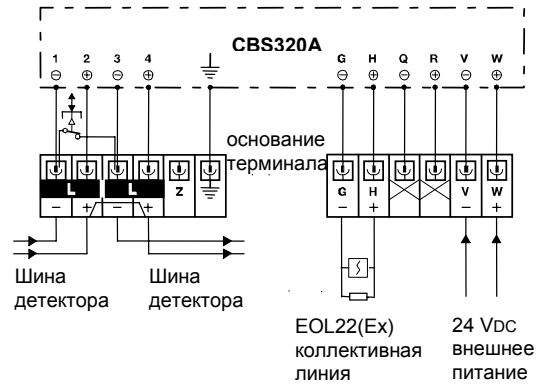 CBS320A
1 2 3 4 G H Q R V W
⊖ ⊕ ⊖ ⊕ ⊖ ⊕ ⊖ ⊕ ⊖ ⊕
основание
терминала
L L Z
− + − +
G H V W
− + − +
Шина
детектора
Шина
детектора
EOL22(Ex)
коллективная
линия
24 VDC
внешнее
питание